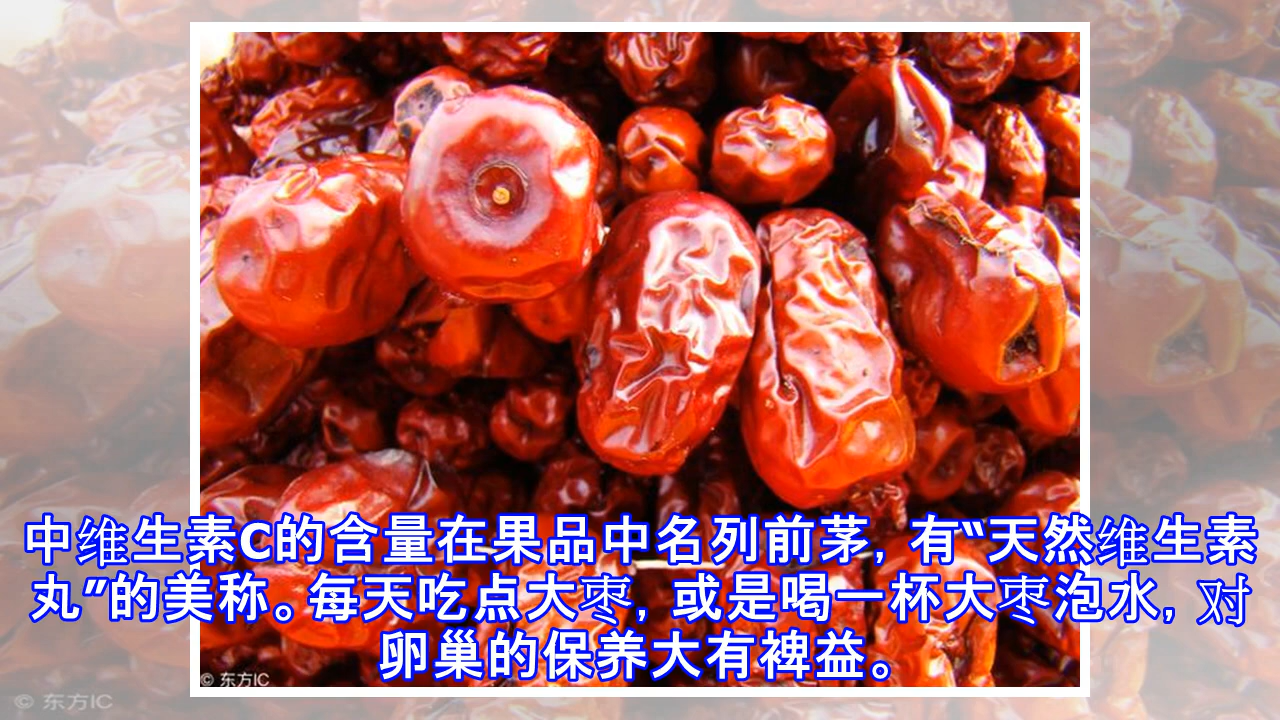 中维生素C的含量在果品中名列前茅, 有“天然维生素
丸”的美称。每天吃点大枣, 或是喝一杯大枣泡水, 对
卵巢的保养大有裨益。
© 东方IC
© 东方IC